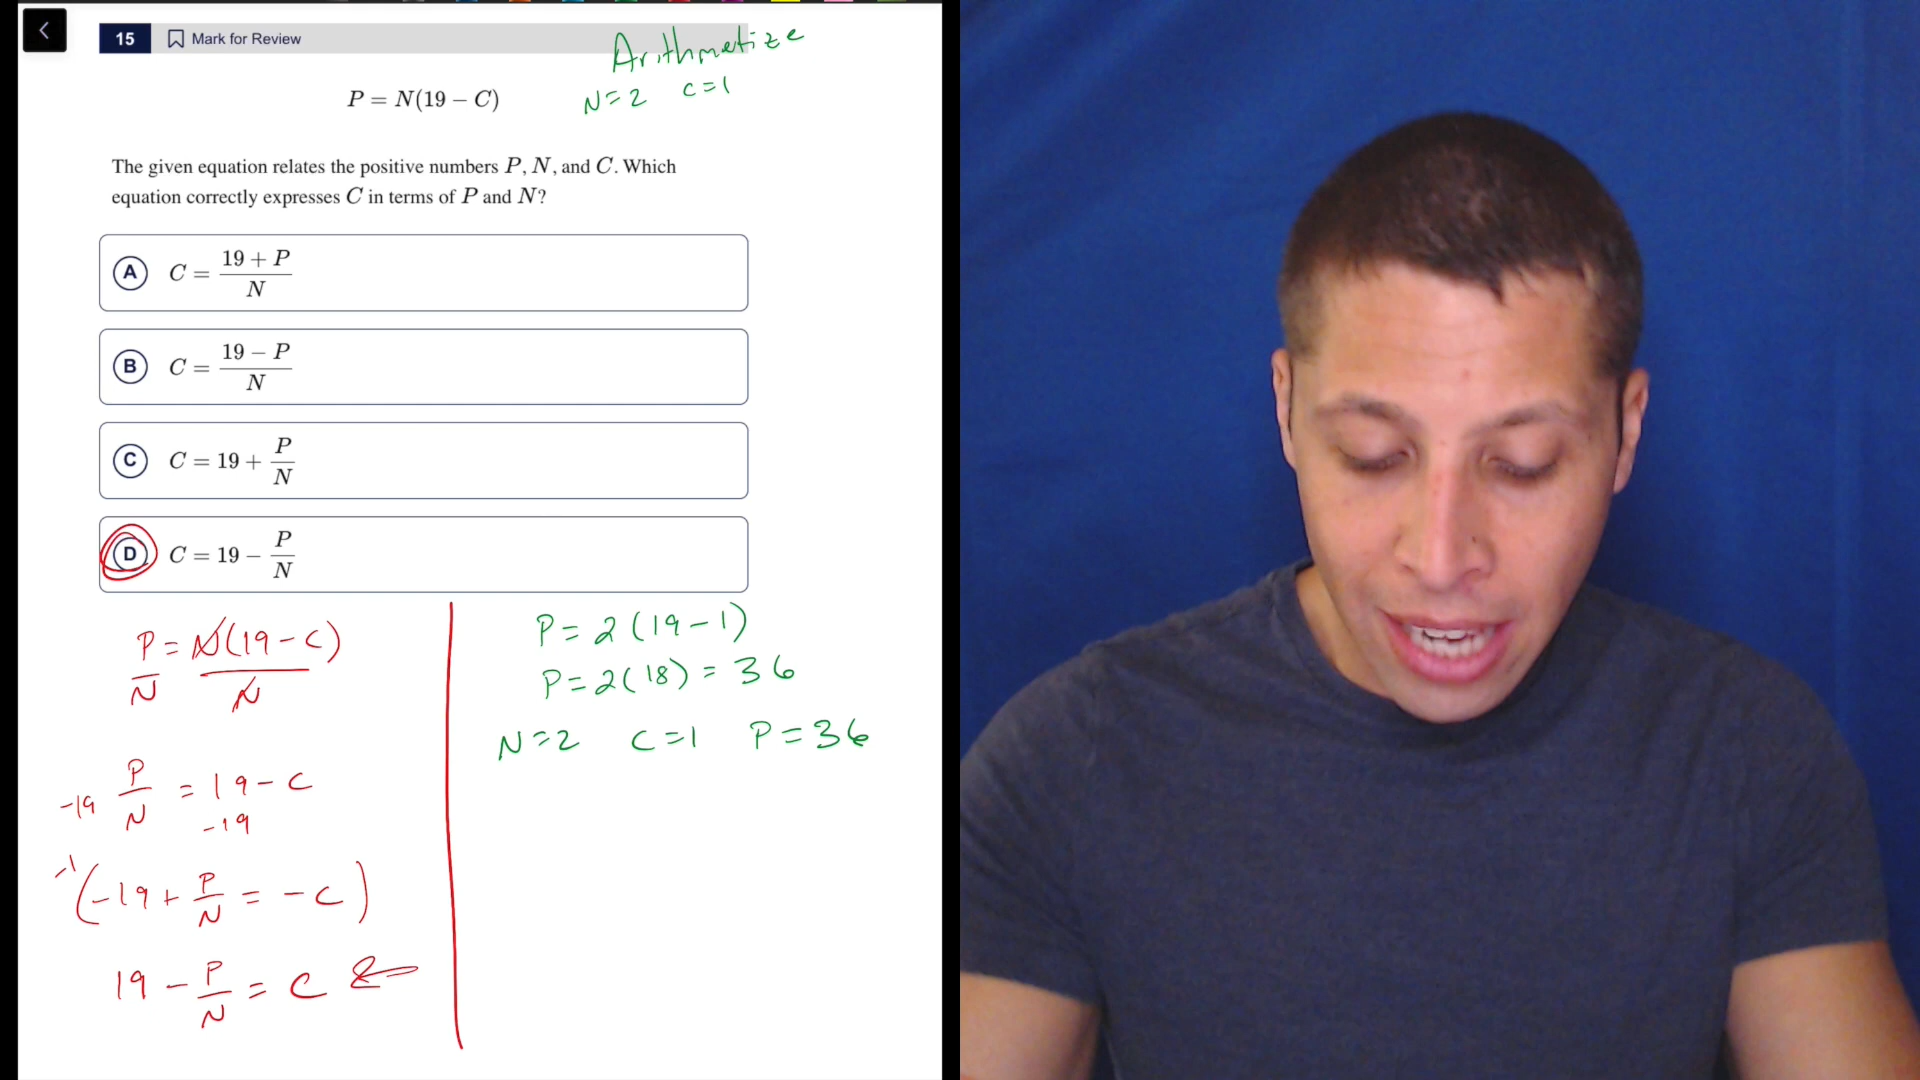 15 Mark for Review
Arithmetize
N=2 C=1
P = N(19 − C)
The given equation relates the positive numbers P, N, and C. Which
equation correctly expresses C in terms of P and N?
A C = (19 + P)/N
B C = (19 − P)/N
C C = 19 + P/N
D C = 19 − P/N
P/N = N(19 − C)/N
-19 P/N = 19 − C
-19
-1(-19 + P/N = -C)
19 − P/N = C
P = 2(19 − 1)
P = 2(18) = 36
N=2 C=1 P=36